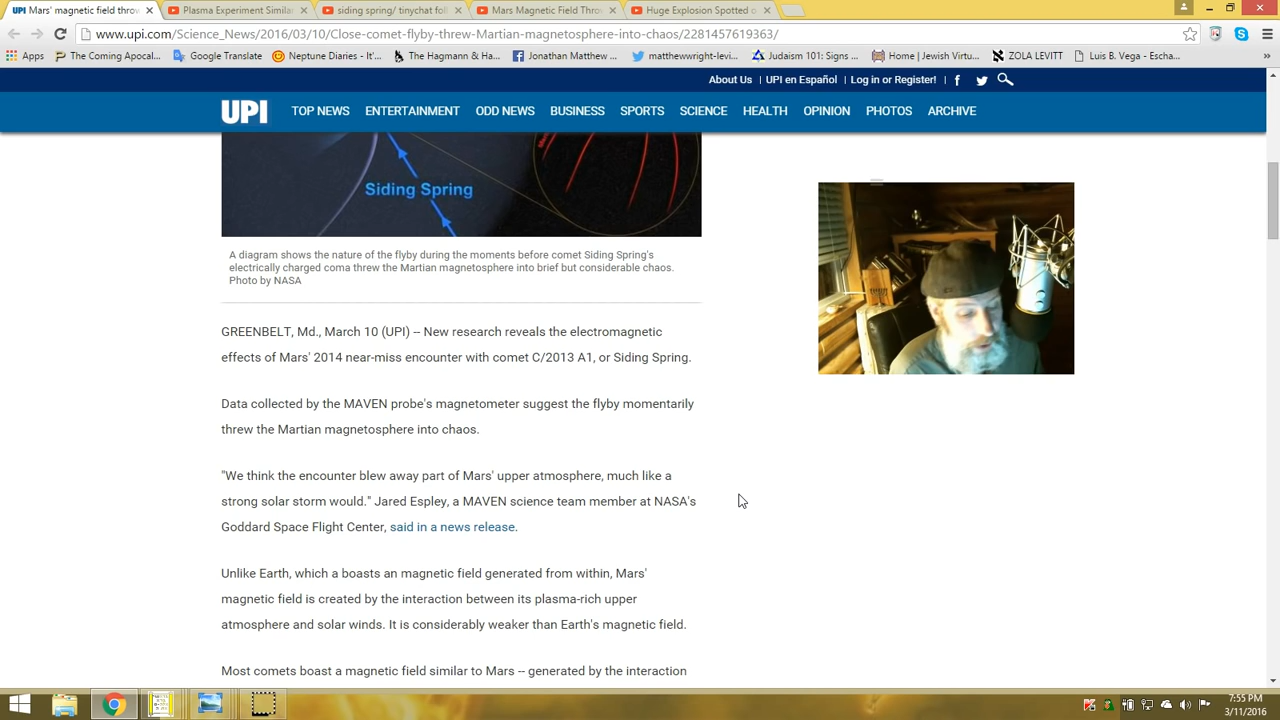 UPI Mars' magnetic field throw
Plasma Experiment Similar
siding spring/ tinychat foll
Mars Magnetic Field Throw
Huge Explosion Spotted o
www.upi.com/Science_News/2016/03/10/Close-comet-flyby-threw-Martian-magnetosphere-into-chaos/2281457619363/
Apps
The Coming Apocal...
Google Translate
Neptune Diaries - It'...
The Hagmann & Ha...
Jonathan Matthew ...
matthewwright-levi...
Judaism 101: Signs ...
Home | Jewish Virtu...
ZOLA LEVITT
Luis B. Vega - Escha...
About Us | UPI en Español | Log in or Register!
UPI
TOP NEWS ENTERTAINMENT ODD NEWS BUSINESS SPORTS SCIENCE HEALTH OPINION PHOTOS ARCHIVE
Siding Spring
A diagram shows the nature of the flyby during the moments before comet Siding Spring's
electrically charged coma threw the Martian magnetosphere into brief but considerable chaos.
Photo by NASA
GREENBELT, Md., March 10 (UPI) -- New research reveals the electromagnetic
effects of Mars' 2014 near-miss encounter with comet C/2013 A1, or Siding Spring.
Data collected by the MAVEN probe's magnetometer suggest the flyby momentarily
threw the Martian magnetosphere into chaos.
"We think the encounter blew away part of Mars' upper atmosphere, much like a
strong solar storm would." Jared Espley, a MAVEN science team member at NASA's
Goddard Space Flight Center, said in a news release.
Unlike Earth, which a boasts an magnetic field generated from within, Mars'
magnetic field is created by the interaction between its plasma-rich upper
atmosphere and solar winds. It is considerably weaker than Earth's magnetic field.
Most comets boast a magnetic field similar to Mars -- generated by the interaction
7:55 PM
3/11/2016